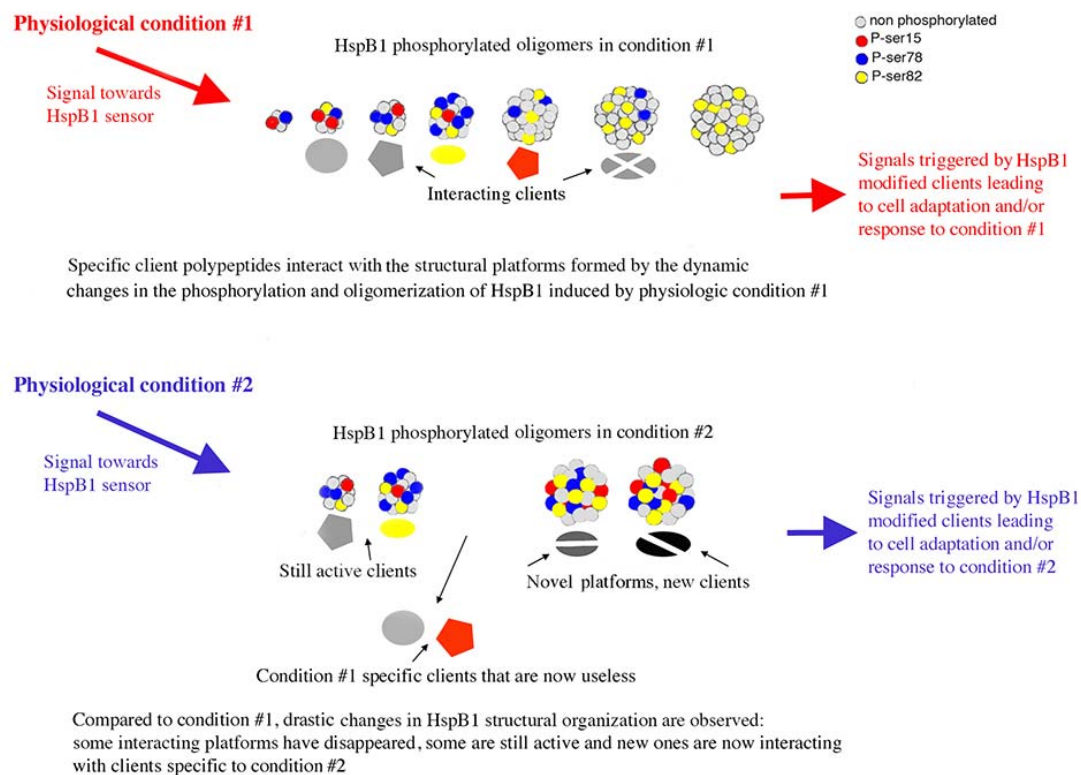 Physiological condition #1
HspB1 phosphorylated oligomers in condition #1
non phosphorylated
P-ser15
P-ser78
P-ser82
Signal towards
HspB1 sensor
Interacting clients
Signals triggered by HspB1
modified clients leading
to cell adaptation and/or
response to condition #1
Specific client polypeptides interact with the structural platforms formed by the dynamic
changes in the phosphorylation and oligomerization of HspB1 induced by physiologic condition #1
Physiological condition #2
HspB1 phosphorylated oligomers in condition #2
Signal towards
HspB1 sensor
Still active clients
Novel platforms, new clients
Signals triggered by HspB1
modified clients leading
to cell adaptation and/or
response to condition #2
Condition #1 specific clients that are now useless
Compared to condition #1, drastic changes in HspB1 structural organization are observed:
some interacting platforms have disappeared, some are still active and new ones are now interacting
with clients specific to condition #2